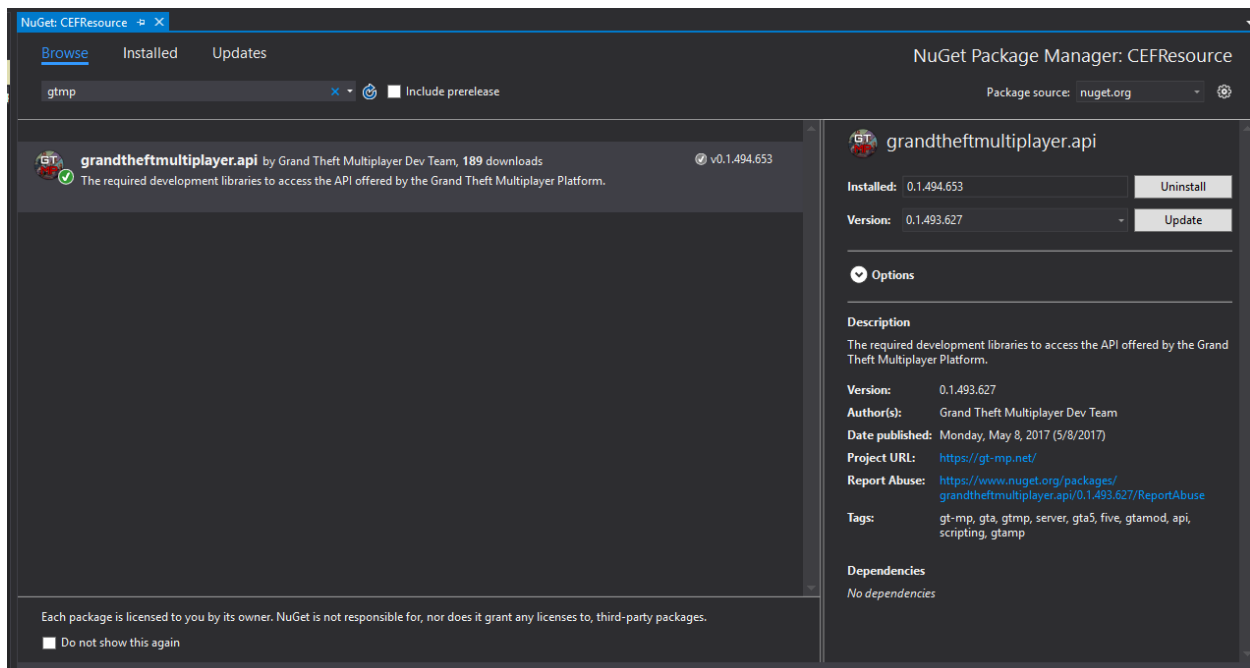 NuGet: CEFResource
Browse Installed Updates
NuGet Package Manager: CEFResource
gtmp
Include prerelease
Package source: nuget.org
grandtheftmultiplayer.api by Grand Theft Multiplayer Dev Team, 189 downloads
v0.1.494.653
The required development libraries to access the API offered by the Grand Theft Multiplayer Platform.
grandtheftmultiplayer.api
Installed: 0.1.494.653 Uninstall
Version: 0.1.493.627 Update
Options
Description
The required development libraries to access the API offered by the Grand
Theft Multiplayer Platform.
Version: 0.1.493.627
Author(s): Grand Theft Multiplayer Dev Team
Date published: Monday, May 8, 2017 (5/8/2017)
Project URL: https://gt-mp.net/
Report Abuse: https://www.nuget.org/packages/
grandtheftmultiplayer.api/0.1.493.627/ReportAbuse
Tags: gt-mp, gta, gtmp, server, gta5, five, gtamod, api,
scripting, gtamp
Dependencies
No dependencies
Each package is licensed to you by its owner. NuGet is not responsible for, nor does it grant any licenses to, third-party packages.
Do not show this again